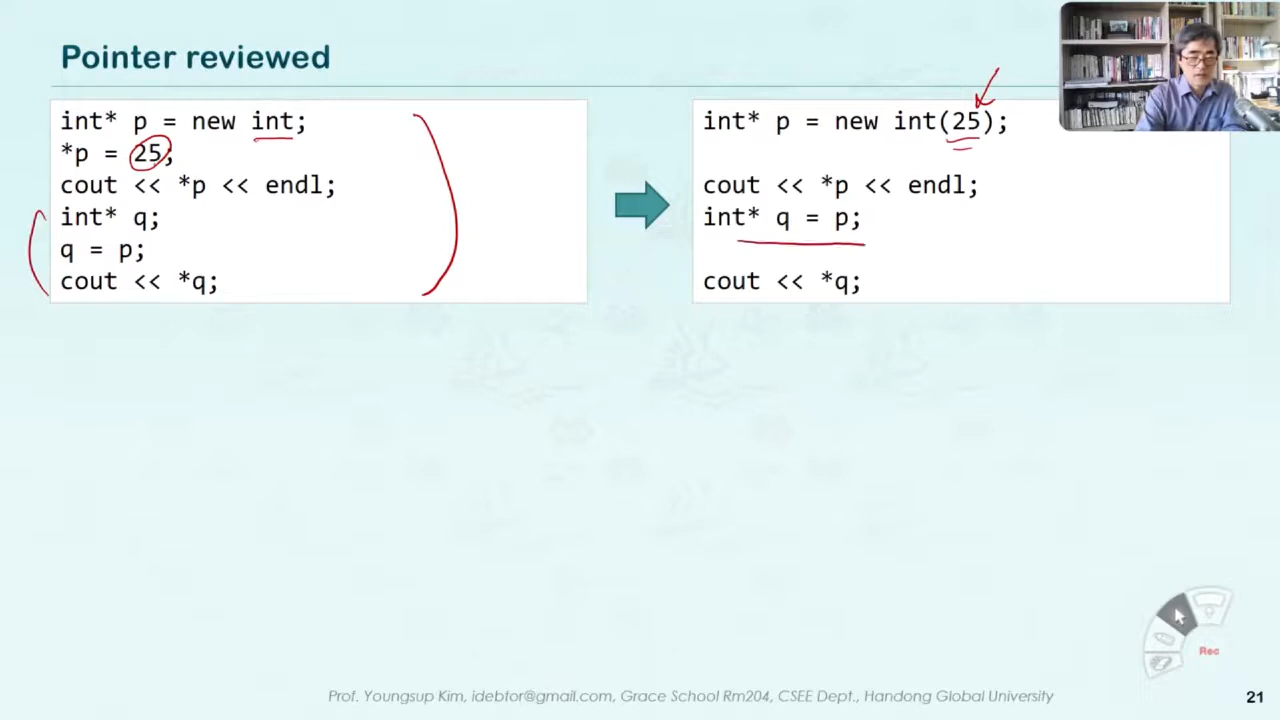 Pointer reviewed
int* p = new int;
*p = 25;
cout << *p << endl;
int* q;
q = p;
cout << *q;
int* p = new int(25);
cout << *p << endl;
int* q = p;
cout << *q;
Rec
Prof. Youngsup Kim, idebtor@gmail.com, Grace School Rm204, CSEE Dept., Handong Global University
21